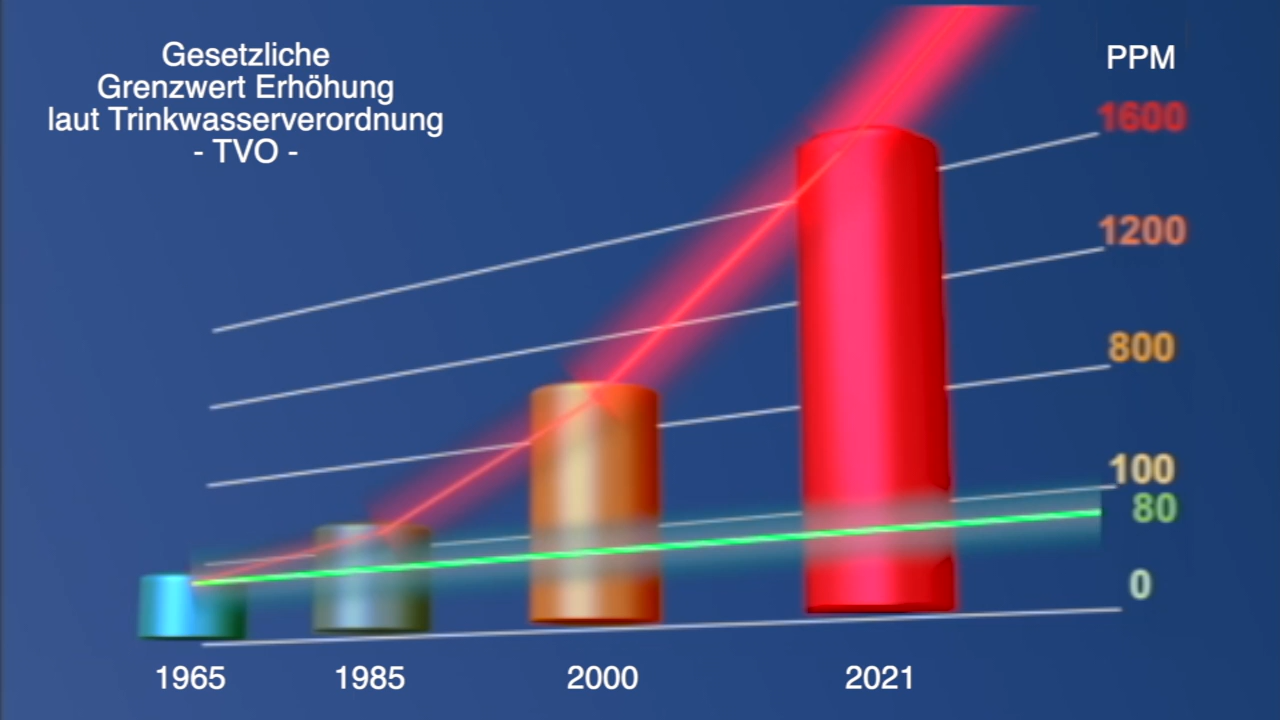 Gesetzliche
Grenzwert Erhöhung
laut Trinkwasserverordnung
- TVO -
PPM
1600
1200
800
100
80
0
1965 1985 2000 2021